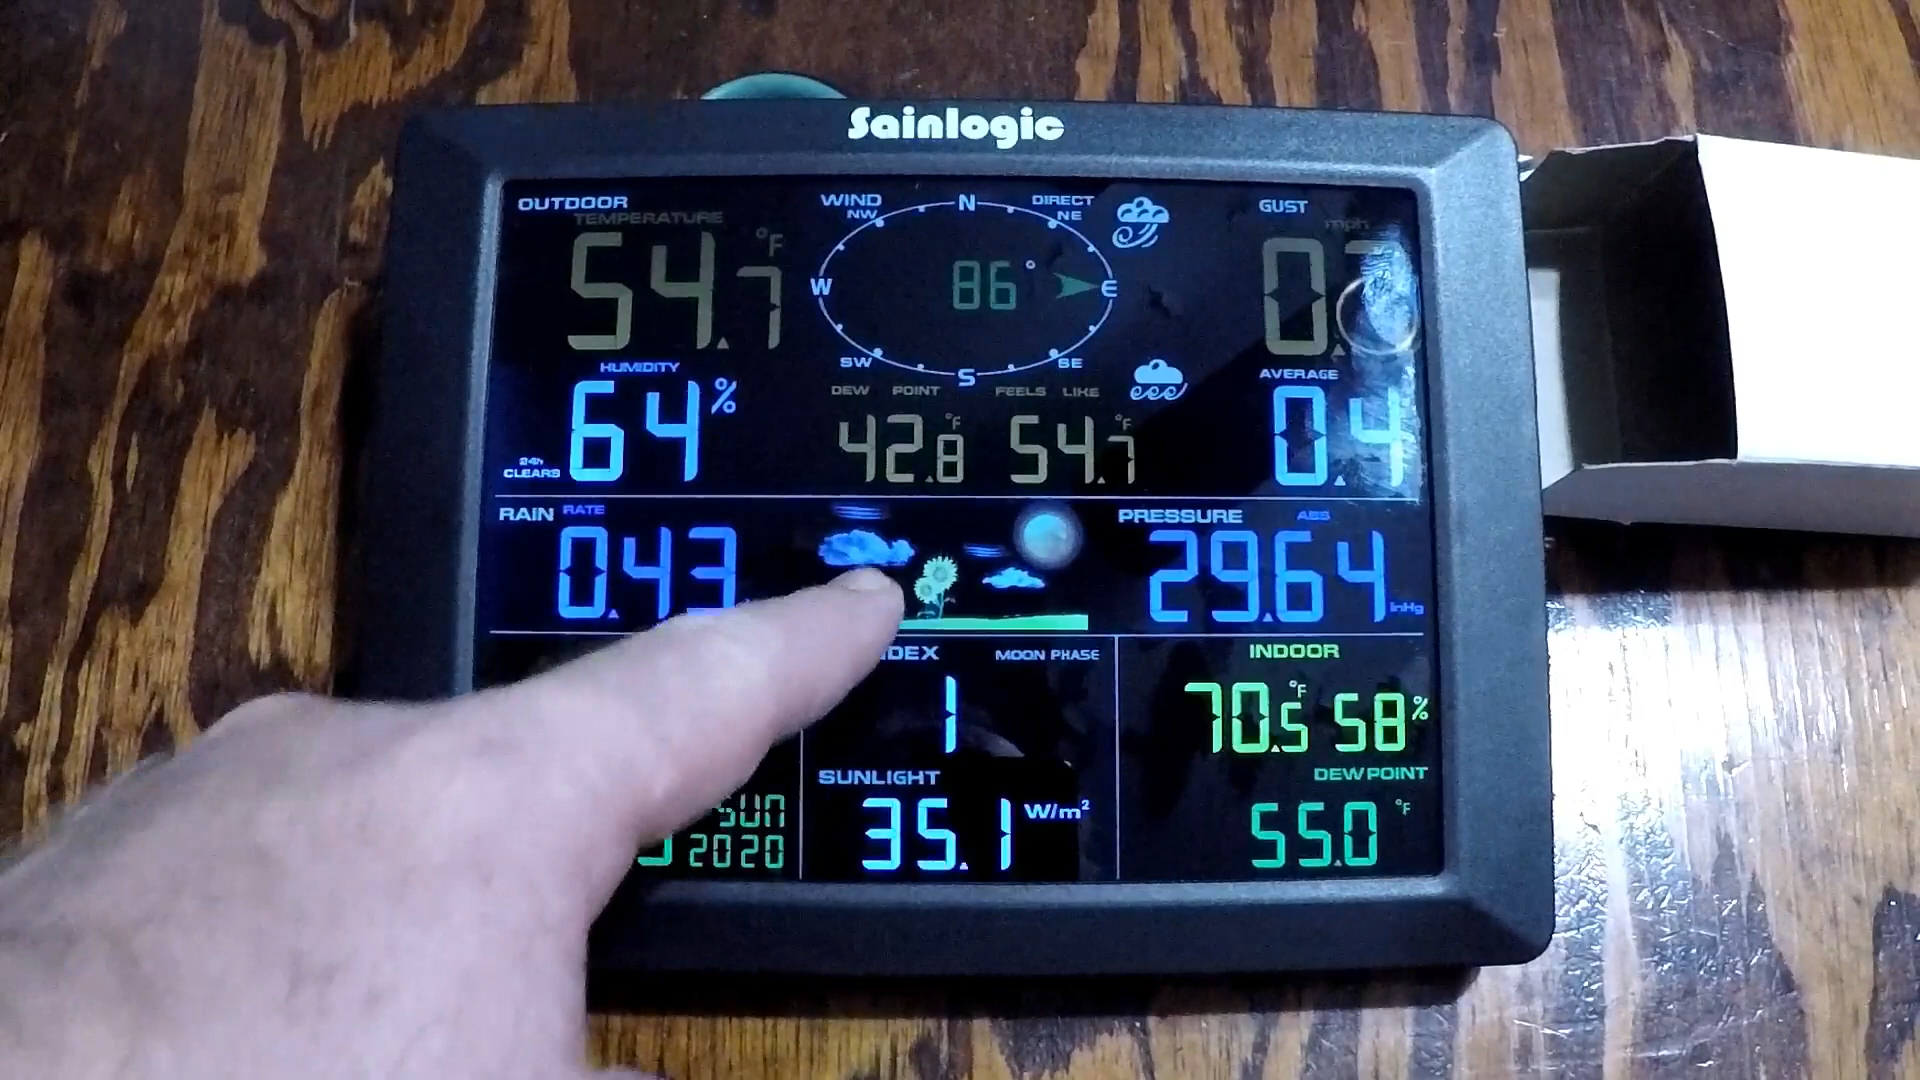 Sainlogic
OUTDOOR
TEMPERATURE
54.7 °F
HUMIDITY
64 %
24h
CLEARS
WIND
DIRECT
N
NE
E
SE
S
SW
W
NW
86°
DEW POINT
42.8 °F
FEELS LIKE
54.7 °F
GUST
mph
0.
AVERAGE
0.4
RAIN RATE
0.43
PRESSURE ABS
29.64 inHg
MOON PHASE
1
SUNLIGHT
35.1 W/m²
SUN
2020
INDOOR
70.5 °F 58 %
DEW POINT
55.0 °F